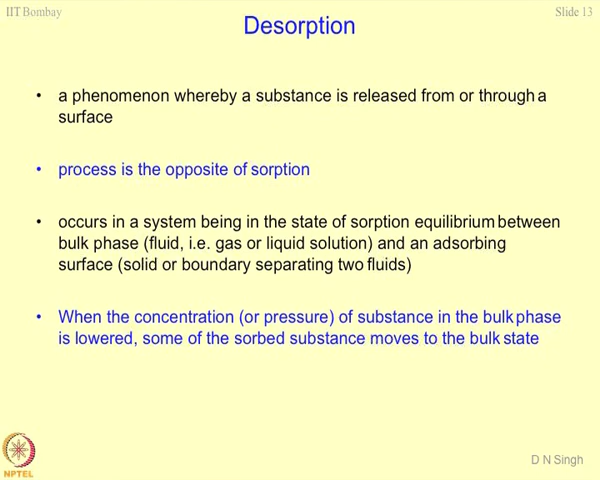 IIT Bombay
Slide 13
Desorption
• a phenomenon whereby a substance is released from or through a
surface
• process is the opposite of sorption
• occurs in a system being in the state of sorption equilibrium between
bulk phase (fluid, i.e. gas or liquid solution) and an adsorbing
surface (solid or boundary separating two fluids)
• When the concentration (or pressure) of substance in the bulk phase
is lowered, some of the sorbed substance moves to the bulk state
NPTEL
D N Singh